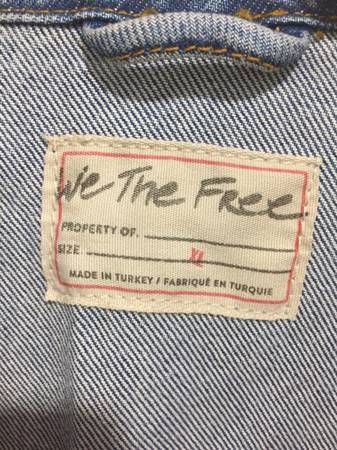 We The Free.
PROPERTY OF.
SIZE. XL
MADE IN TURKEY / FABRIQUÉ EN TURQUIE